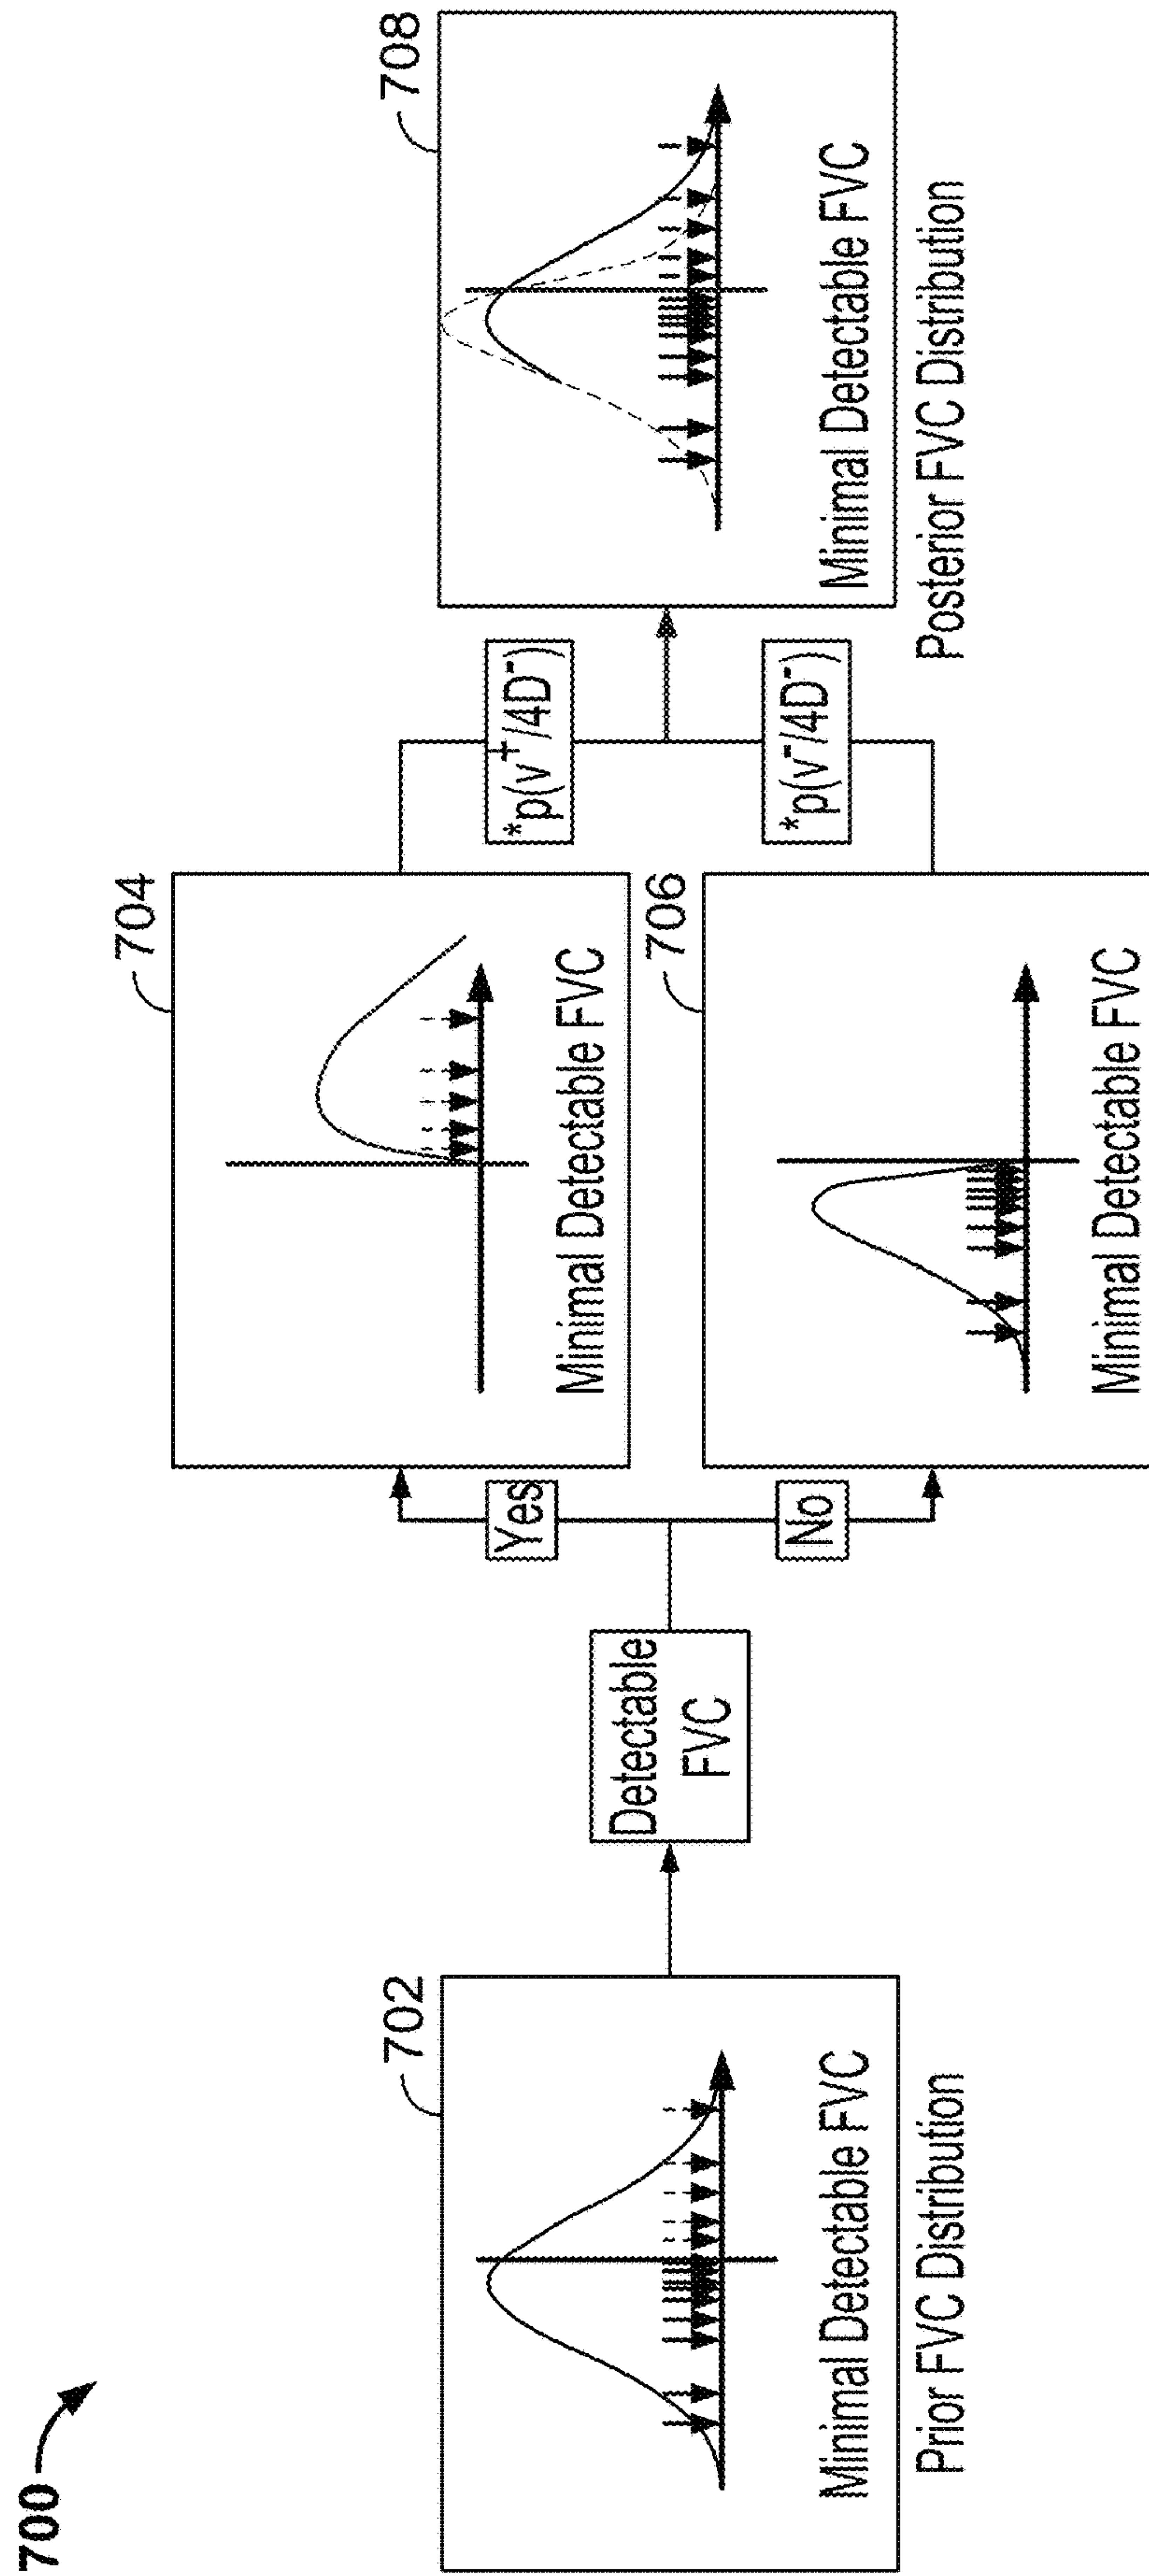 700
702
Minimal Detectable FVC
Prior FVC Distribution
Detectable
FVC
Yes
No
704
Minimal Detectable FVC
706
Minimal Detectable FVC
*p(v⁺/4D⁻)
*p(v⁻/4D⁻)
708
Minimal Detectable FVC
Posterior FVC Distribution